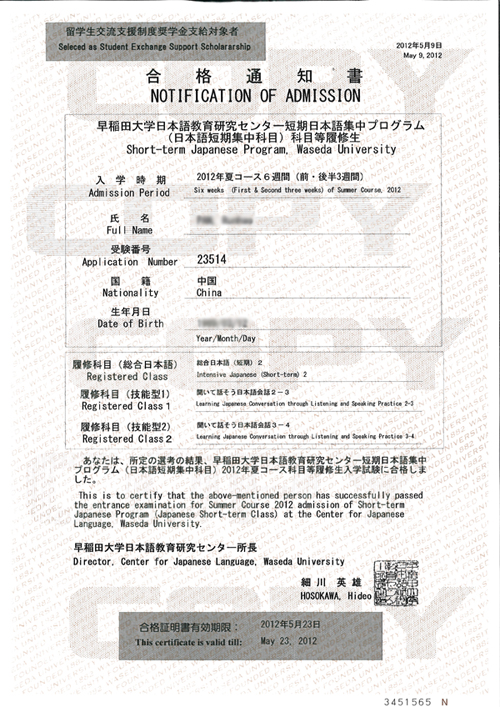 留学生交流支援制度奨学金支給対象者
Seleced as Student Exchange Support Scholararship
2012年5月9日
May 9, 2012
合 格 通 知 書
NOTIFICATION OF ADMISSION
早稲田大学日本語教育研究センター短期日本語集中プログラム
(日本語短期集中科目) 科目等履修生
Short-term Japanese Program, Waseda University
入 学 時 期
2012年夏コース6週間 (前・後半3週間)
Admission Period
Six weeks (First & Second three weeks) of Summer Course, 2012
氏 名
Full Name
受験番号
Application Number
23514
国 籍
中国
Nationality
China
生年月日
Date of Birth
Year/Month/Day
履修科目 (総合日本語)
総合日本語 (短期) 2
Registered Class
Intensive Japanese (Short-term) 2
履修科目 (技能型1)
聞いて話そう日本語会話2-3
Registered Class 1
Learning Japanese Conversation through Listening and Speaking Practice 2-3
履修科目 (技能型2)
聞いて話そう日本語会話3-4
Registered Class 2
Learning Japanese Conversation through Listening and Speaking Practice 3-4
あなたは、所定の選考の結果、早稲田大学日本語教育研究センター短期日本語集中
プログラム (日本語短期集中科目) 2012年夏コース科目等履修生入学試験に合格しま
した。
This is to certify that the above-mentioned person has successfully passed
the entrance examination for Summer Course 2012 admission of Short-term
Japanese Program (Japanese Short-term Class) at the Center for Japanese
Language, Waseda University.
早稲田大学日本語教育研究センター所長
Director, Center for Japanese Language, Waseda University
細 川 英 雄
HOSOKAWA, Hideo
合格証明書有効期限:
2012年5月23日
This certificate is valid till:
May 23, 2012
3451565 N
COPY
COPY
COPY
COPY